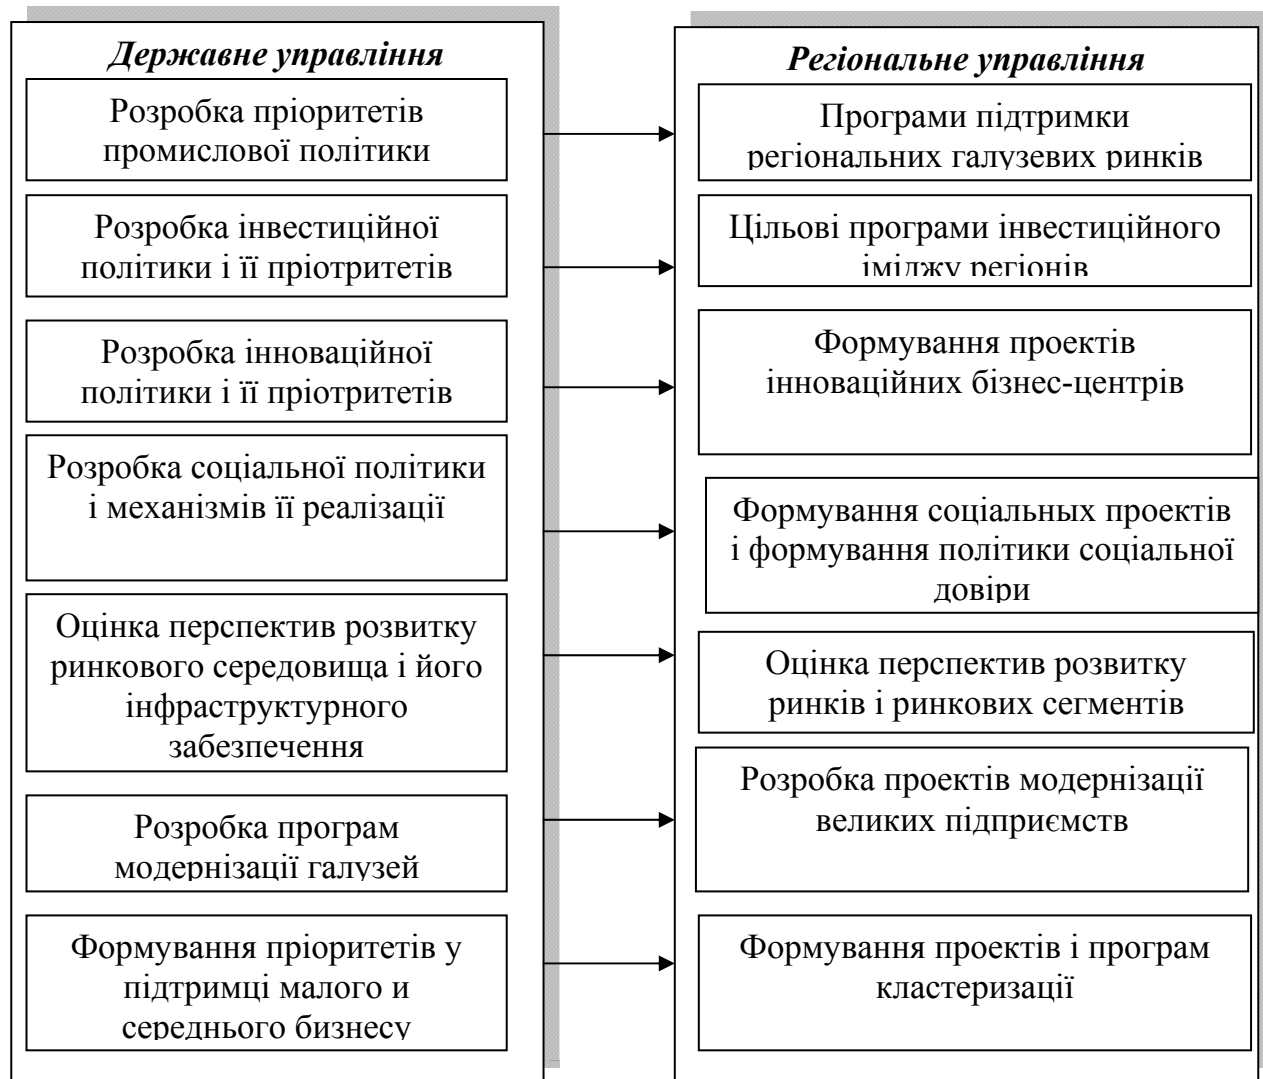 Державне управління
Розробка пріоритетів
промислової політики
Розробка інвестиційної
політики і її пріотритетів
Розробка інноваційної
політики і її пріотритетів
Розробка соціальної політики
і механізмів її реалізації
Оцінка перспектив розвитку
ринкового середовища і його
інфраструктурного
забезпечення
Розробка програм
модернізації галузей
Формування пріоритетів у
підтримці малого и
середнього бизнесу
Регіональне управління
Програми підтримки
регіональних галузевих ринків
Цільові програми інвестиційного
іміджу регіонів
Формування проектів
інноваційних бізнес-центрів
Формування соціальных проектів
і формування політики соціальної
довіри
Оцінка перспектив розвитку
ринків і ринкових сегментів
Розробка проектів модернізації
великих підприємств
Формування проектів і програм
кластеризації